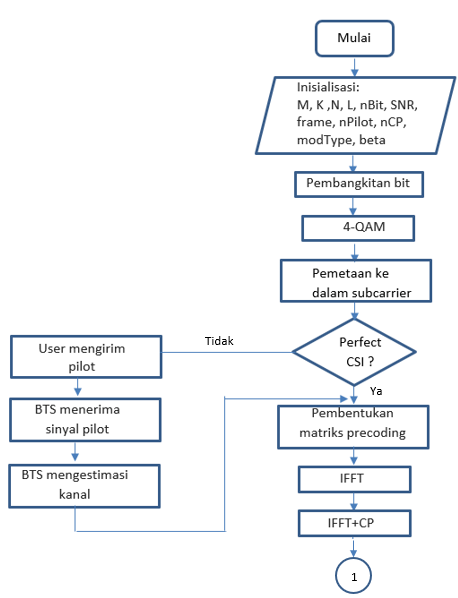 Mulai
Inisialisasi:
M, K ,N, L, nBit, SNR,
frame, nPilot, nCP,
modType, beta
Pembangkitan bit
4-QAM
Pemetaan ke
dalam subcarrier
Perfect
CSI ?
Tidak
Ya
User mengirim
pilot
BTS menerima
sinyal pilot
BTS mengestimasi
kanal
Pembentukan
matriks precoding
IFFT
IFFT+CP
1